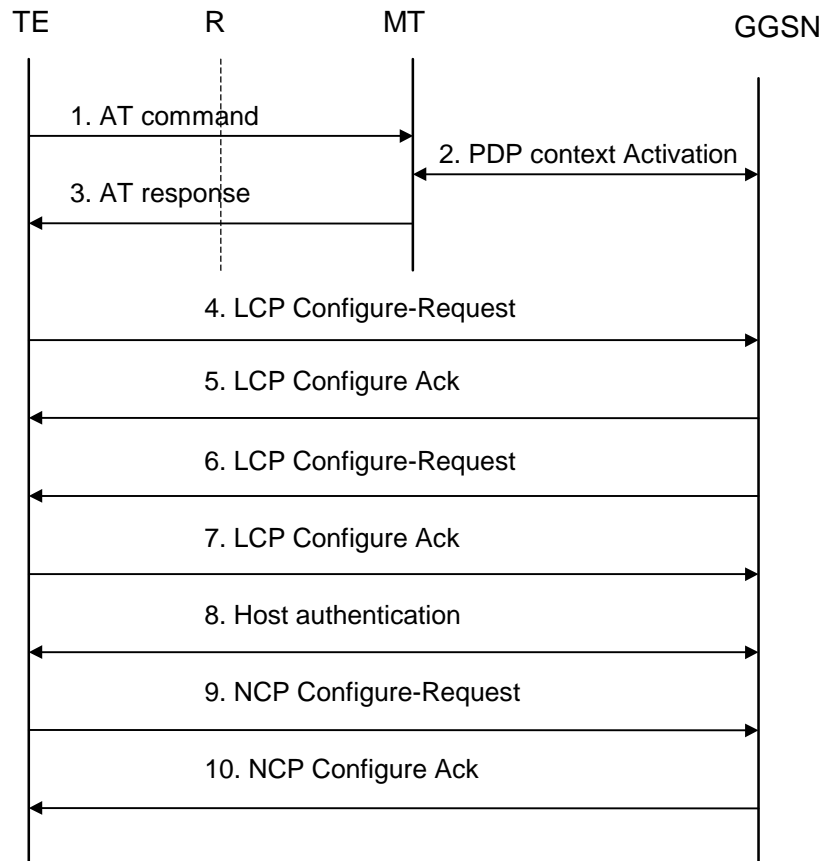 TE R MT GGSN
1. AT command
2. PDP context Activation
3. AT response
4. LCP Configure-Request
5. LCP Configure Ack
6. LCP Configure-Request
7. LCP Configure Ack
8. Host authentication
9. NCP Configure-Request
10. NCP Configure Ack